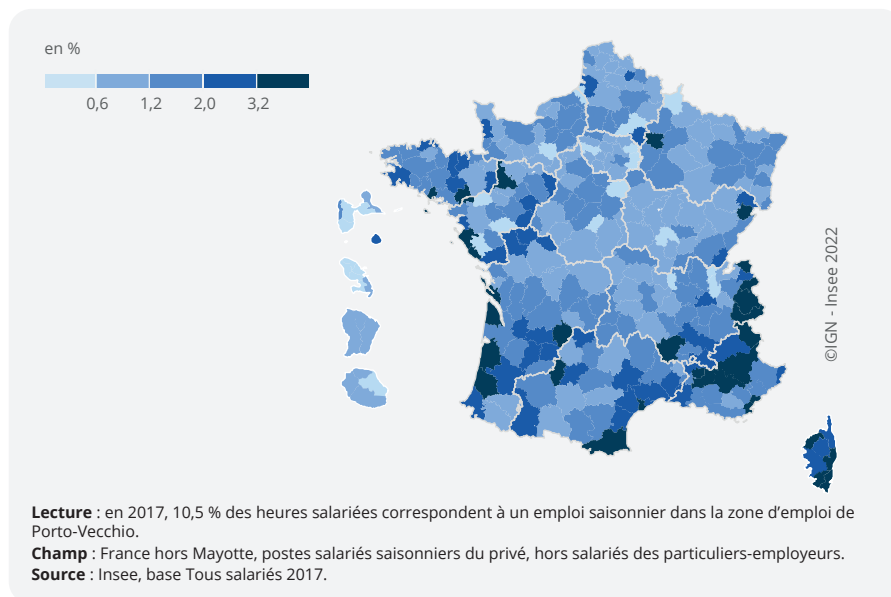 en %
0,6 1,2 2,0 3,2
©IGN - Insee 2022
Lecture : en 2017, 10,5 % des heures salariées correspondent à un emploi saisonnier dans la zone d’emploi de
Porto-Vecchio.
Champ : France hors Mayotte, postes salariés saisonniers du privé, hors salariés des particuliers-employeurs.
Source : Insee, base Tous salariés 2017.